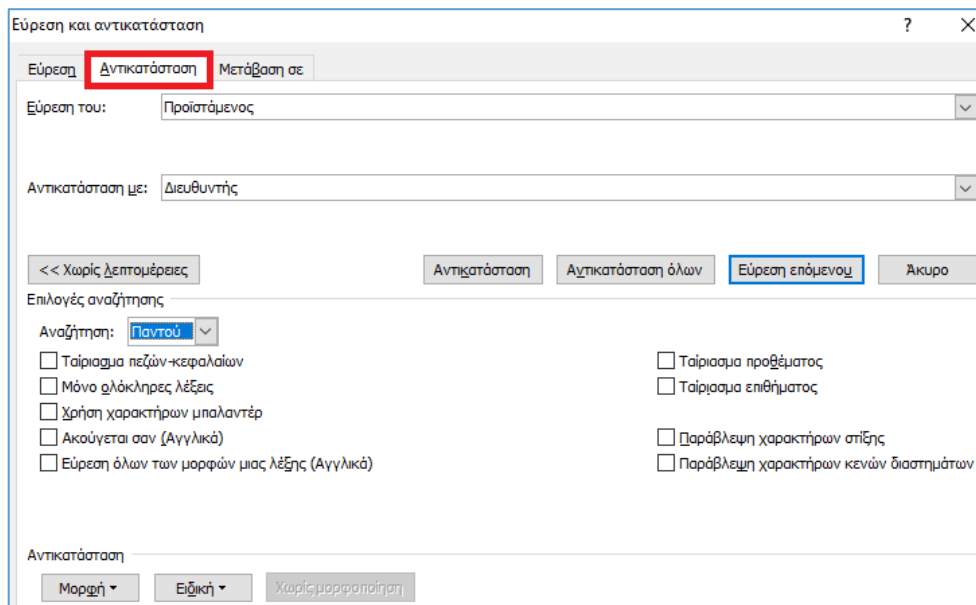 Εύρεση και αντικατάσταση ? ×
Εύρεση Αντικατάσταση Μετάβαση σε
Εύρεση του: Προϊστάμενος
Αντικατάσταση με: Διευθυντής
<< Χωρίς λεπτομέρειες Αντικατάσταση Αντικατάσταση όλων Εύρεση επόμενου Άκυρο
Επιλογές αναζήτησης
Αναζήτηση: Παντού
Ταίριασμα πεζών-κεφαλαίων Ταίριασμα προθέματος
Μόνο ολόκληρες λέξεις Ταίριασμα επιθήματος
Χρήση χαρακτήρων μπαλαντέρ
Ακούγεται σαν (Αγγλικά) Παράβλεψη χαρακτήρων στίξης
Εύρεση όλων των μορφών μιας λέξης (Αγγλικά) Παράβλεψη χαρακτήρων κενών διαστημάτων
Αντικατάσταση
Μορφή Ειδική Χωρίς μορφοποίηση